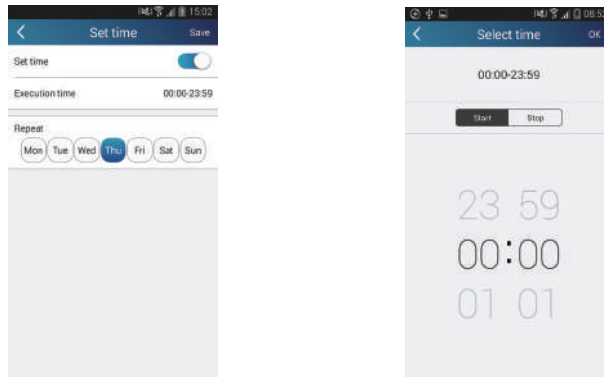 15:02
Set time
Save
Set time
Execution time
00:00-23:59
Repeat
Mon Tue Wed Thu Fri Sat Sun
08:52
Select time
OK
00:00-23:59
Start Stop
23 59
00:00
01 01